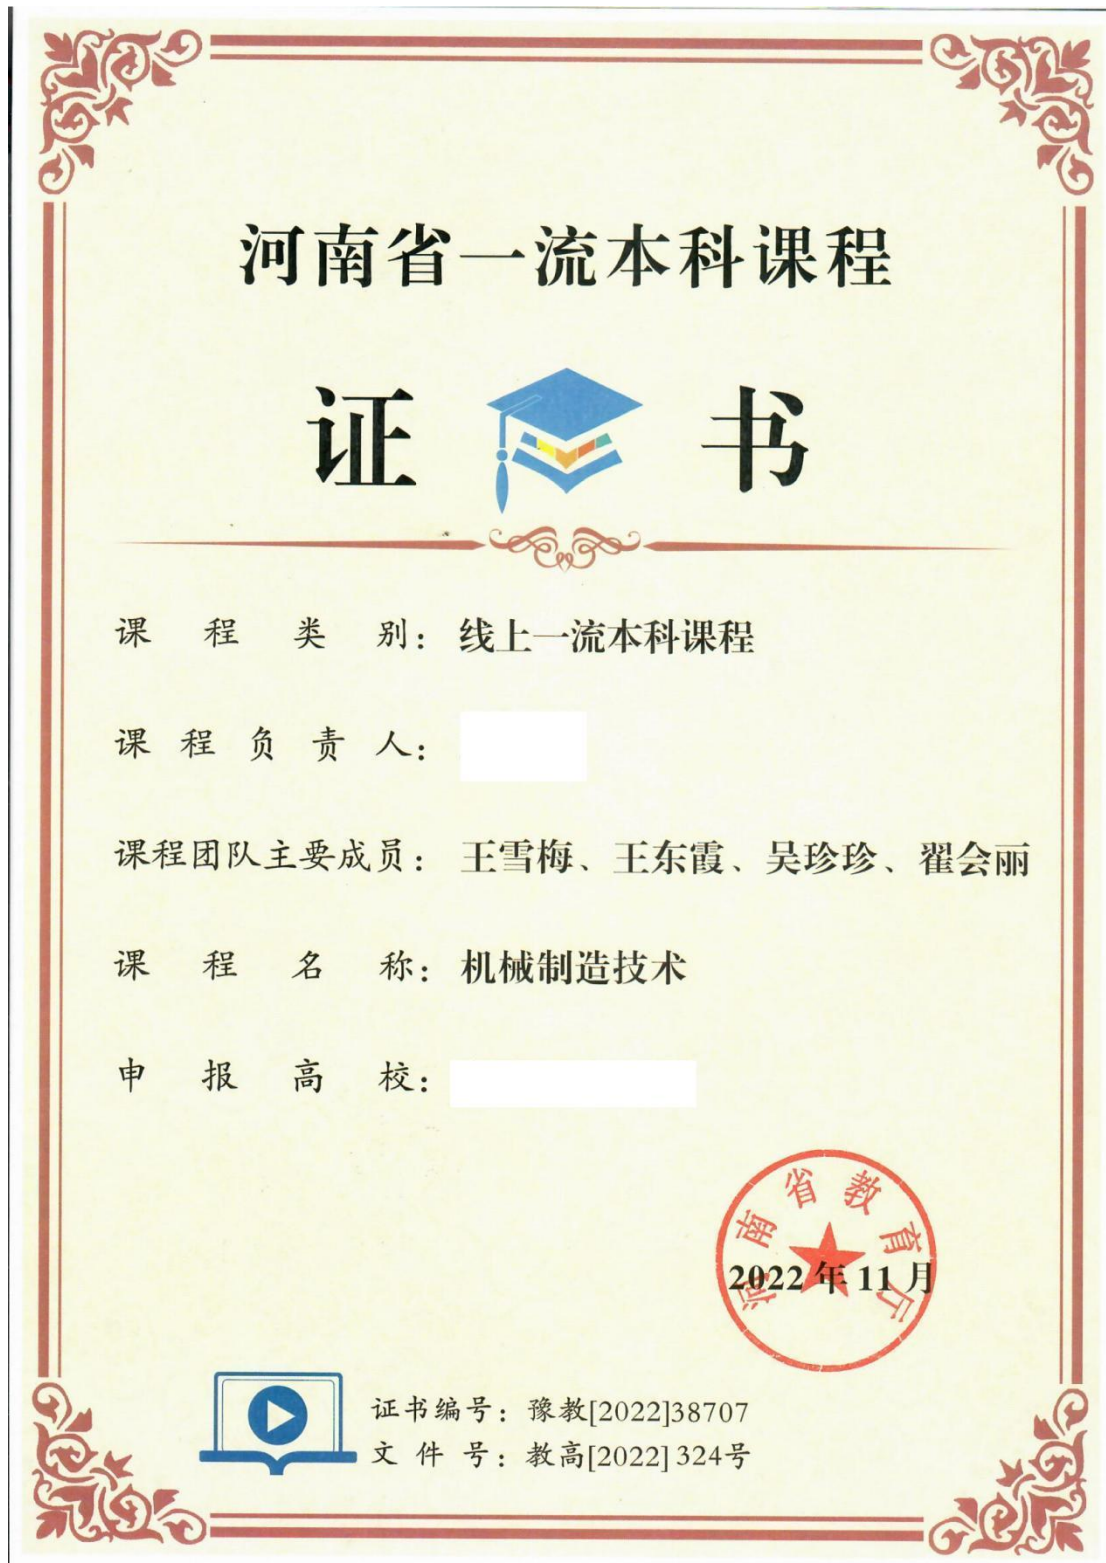 河南省一流本科课程
证书
课程类别：线上一流本科课程
课程负责人：
课程团队主要成员：王雪梅、王东霞、吴珍珍、翟会丽
课程名称：机械制造技术
申报高校：
河南省教育厅
2022年11月
证书编号：豫教[2022]38707
文件号：教高[2022]324号